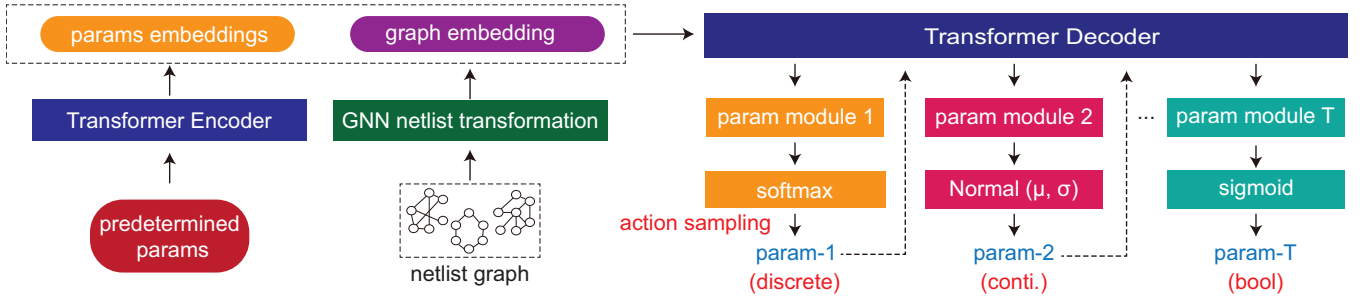 params embeddings
graph embedding
Transformer Encoder
GNN netlist transformation
predetermined
params
netlist graph
Transformer Decoder
param module 1
param module 2
...
param module T
softmax
Normal (μ, σ)
sigmoid
action sampling
param-1
param-2
param-T
(discrete)
(conti.)
(bool)